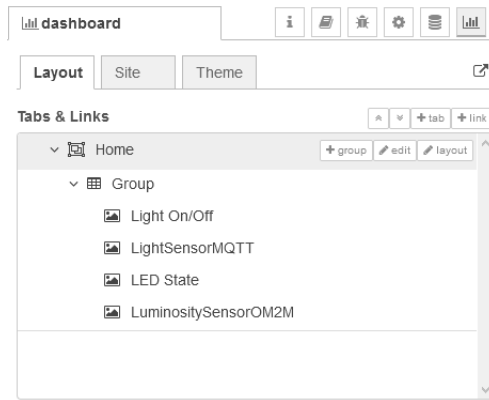 dashboard
i
Layout Site Theme
Tabs & Links
+ tab + link
Home + group edit layout
Group
Light On/Off
LightSensorMQTT
LED State
LuminositySensorOM2M